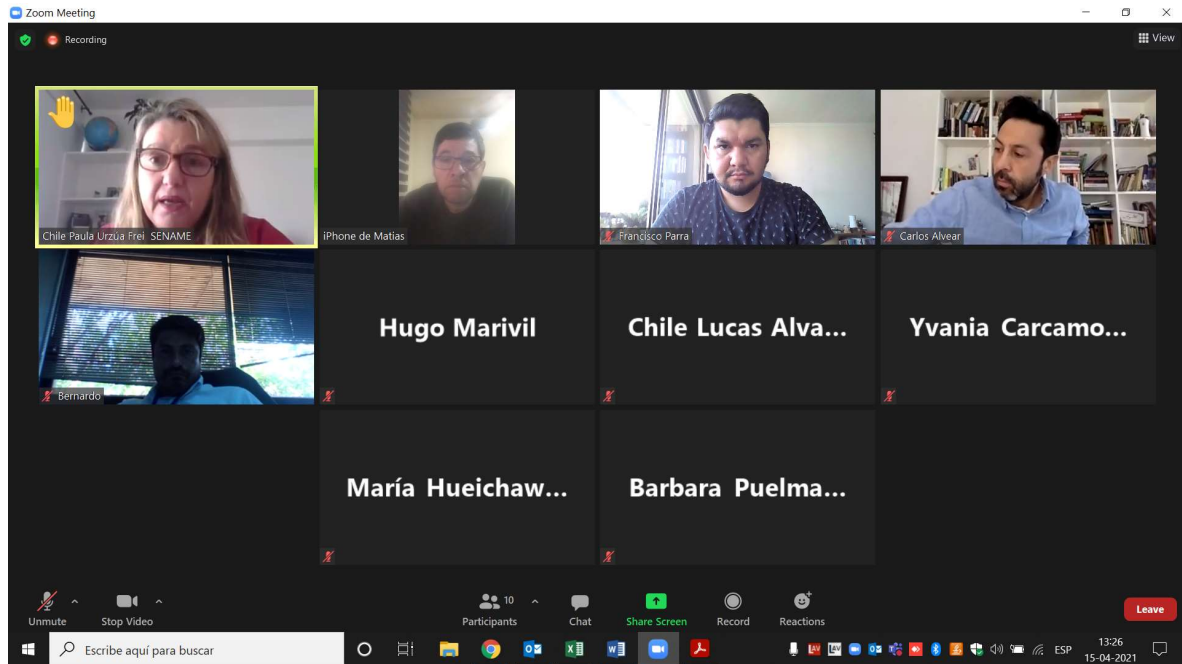 Zoom Meeting
Recording
View
Chile Paula Urzúa Frei SENAME
iPhone de Matias
Francisco Parra
Carlos Alvear
Bernardo
Hugo Marivil
Chile Lucas Alva...
Yvania Carcamo...
María Hueichaw...
Barbara Puelma...
Unmute
Stop Video
10
Participants
Chat
Share Screen
Record
Reactions
Leave
Escribe aquí para buscar
LAV
LAV
ESP
13:26
15-04-2021